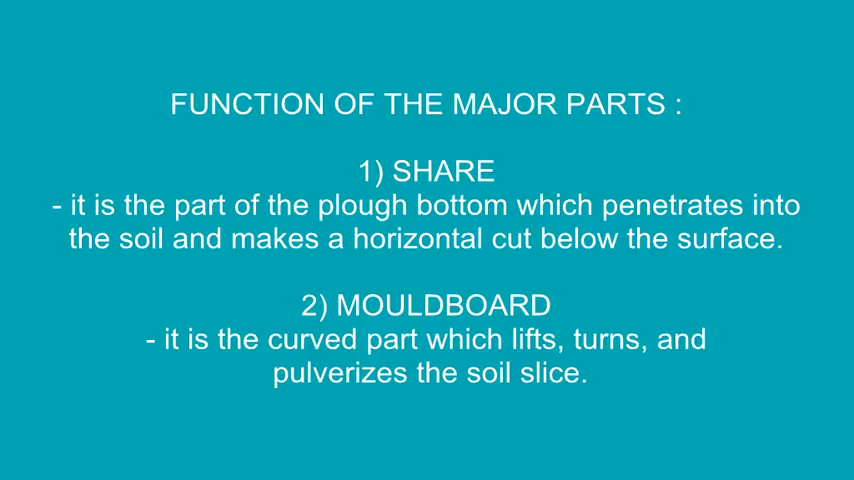 FUNCTION OF THE MAJOR PARTS :
1) SHARE
- it is the part of the plough bottom which penetrates into
the soil and makes a horizontal cut below the surface.
2) MOULDBOARD
- it is the curved part which lifts, turns, and
pulverizes the soil slice.